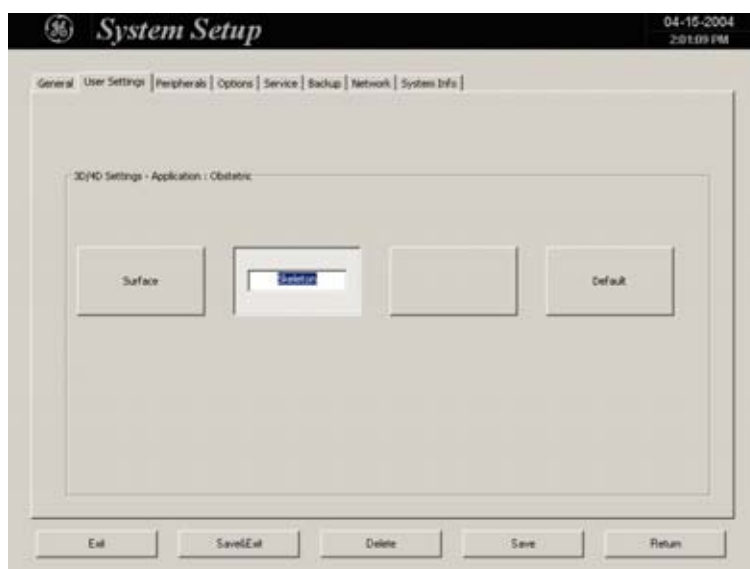 System Setup
04-15-2004
2:01:09 PM
General User Settings Peripherals Options Service Backup Network System Info
3D/4D Settings - Application : Obstetric
Surface Skeleton Default
Exit Save&Exit Delete Save Return